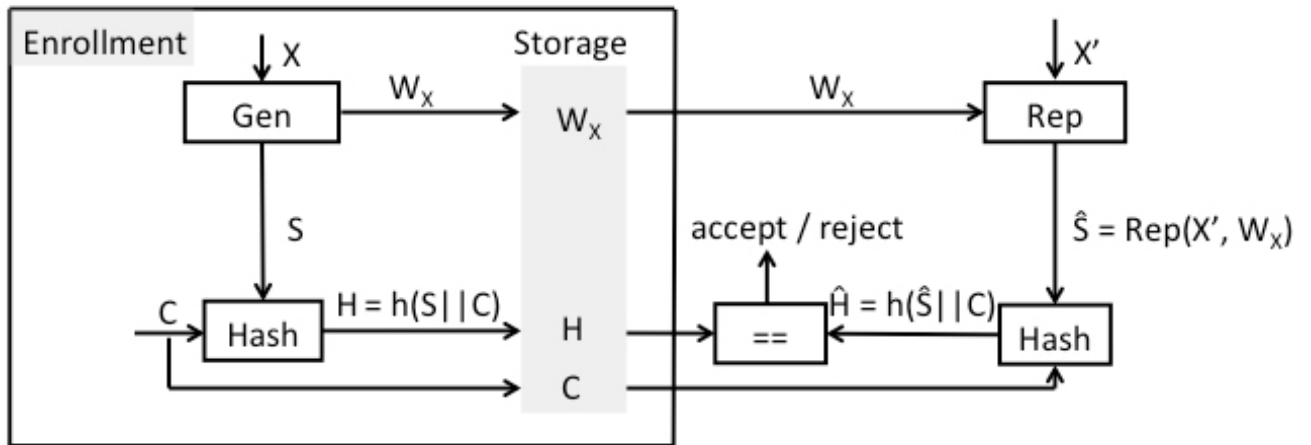 Enrollment
Storage
X
X'
W_X
W_X
Gen
W_X
Rep
S
accept / reject
Ŝ = Rep(X', W_X)
C
H = h(S||C)
Ĥ = h(Ŝ||C)
Hash
H
==
Hash
C